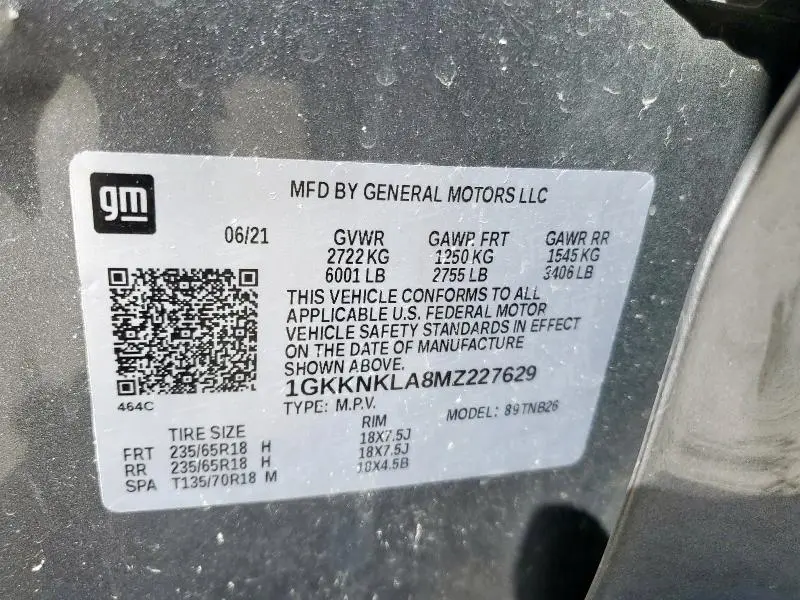 gm
MFD BY GENERAL MOTORS LLC
06/21 GVWR GAWR FRT GAWR RR
2722 KG 1250 KG 1545 KG
6001 LB 2755 LB 3406 LB
THIS VEHICLE CONFORMS TO ALL
APPLICABLE U.S. FEDERAL MOTOR
VEHICLE SAFETY STANDARDS IN EFFECT
ON THE DATE OF MANUFACTURE
SHOWN ABOVE.
1GKKNKLA8MZ227629
464C
TYPE: M.P.V. MODEL: 89TNB26
TIRE SIZE RIM
FRT 235/65R18 H 18X7.5J
RR 235/65R18 H 18X7.5J
SPA T135/70R18 M 18X4.5B